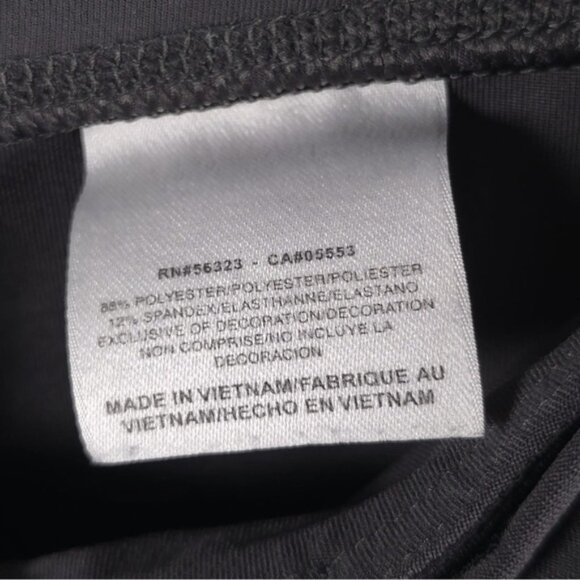 RN#56323 - CA#05553
88% POLYESTER/POLYESTER/POLIESTER
12% SPANDEX/ELASTHANNE/ELASTANO
EXCLUSIVE OF DECORATION/DECORATION
NON COMPRISE/NO INCLUYE LA
DECORACION
MADE IN VIETNAM/FABRIQUE AU
VIETNAM/HECHO EN VIETNAM